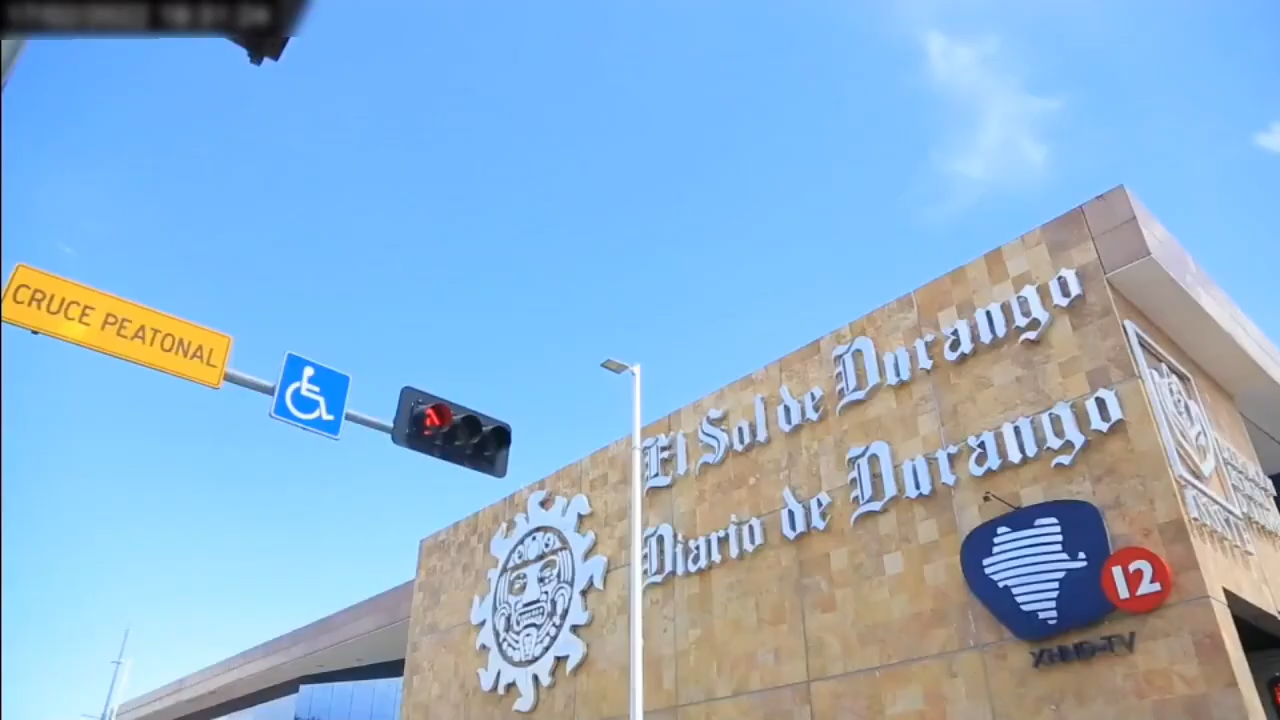 CRUCE PEATONAL
El Sol de Durango
Diario de Durango
12
XHND-TV